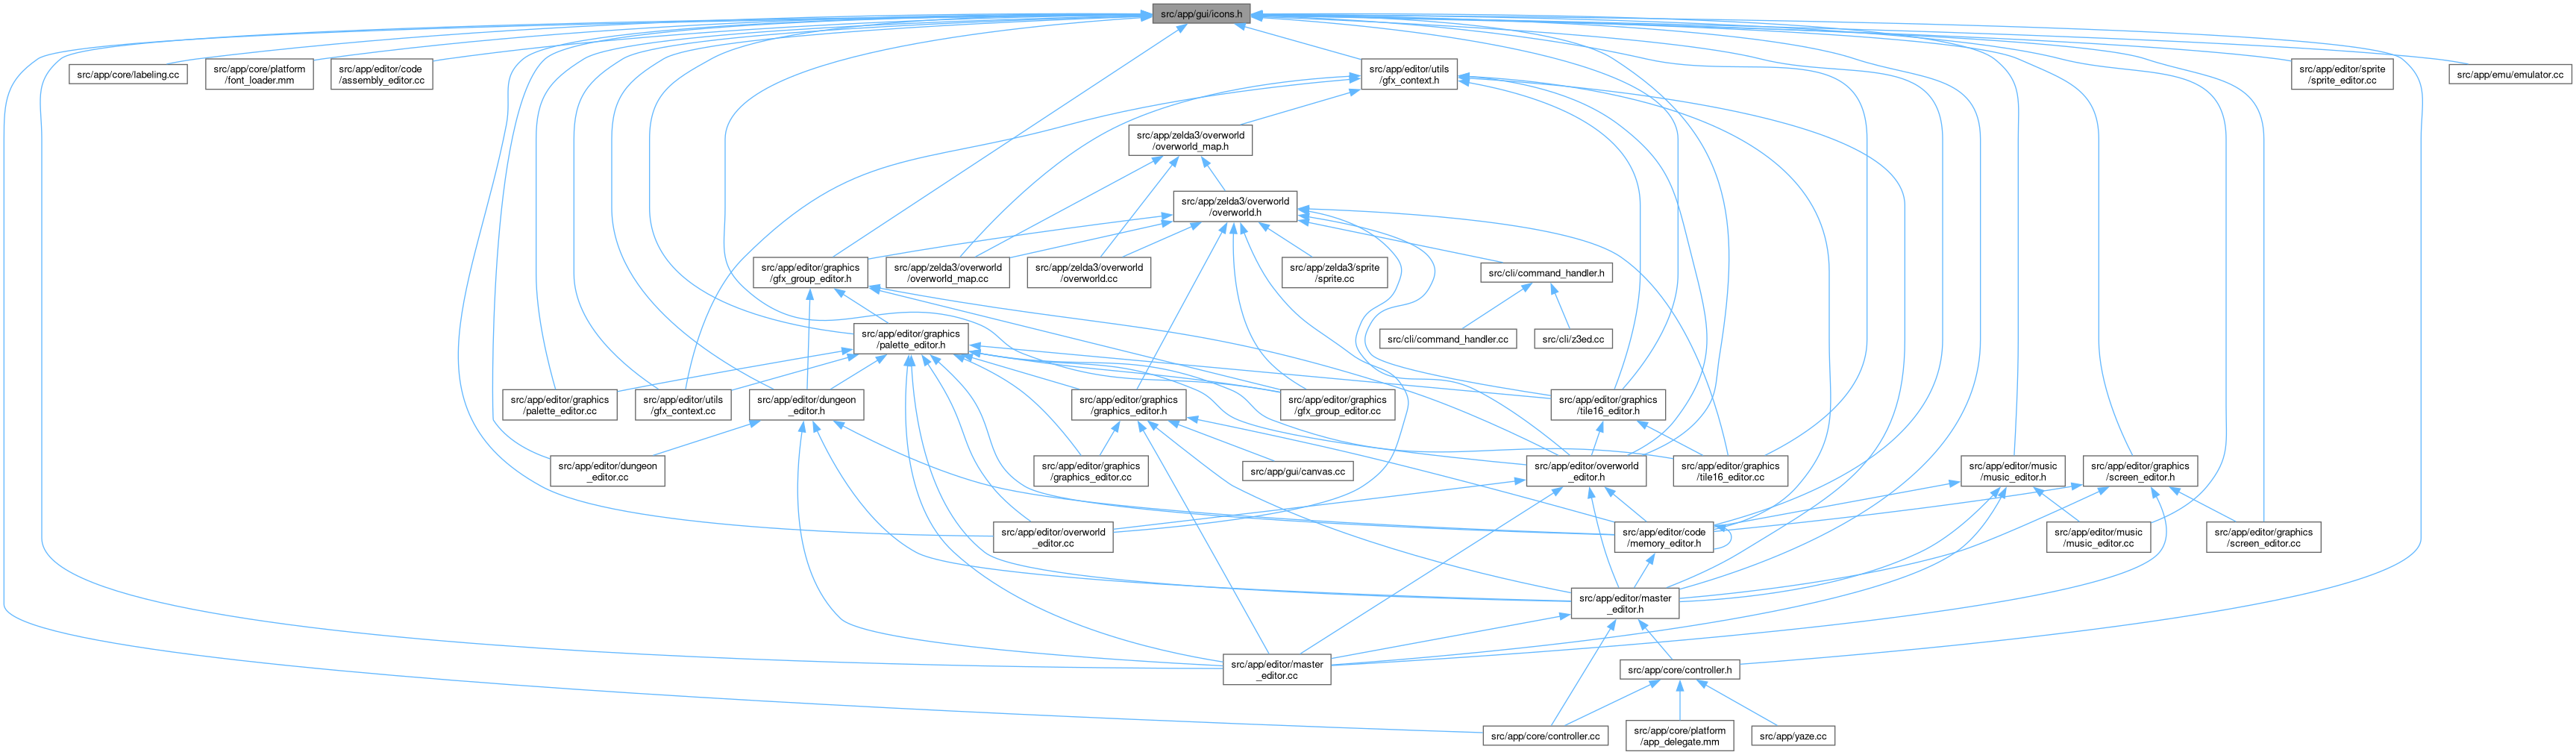 src/app/gui/icons.h
src/app/core/labeling.cc
src/app/core/platform
/font_loader.mm
src/app/editor/code
/assembly_editor.cc
src/app/editor/utils
/gfx_context.h
src/app/editor/sprite
/sprite_editor.cc
src/app/emu/emulator.cc
src/app/zelda3/overworld
/overworld_map.h
src/app/zelda3/overworld
/overworld.h
src/app/editor/graphics
/gfx_group_editor.h
src/app/zelda3/overworld
/overworld_map.cc
src/app/zelda3/overworld
/overworld.cc
src/app/zelda3/sprite
/sprite.cc
src/cli/command_handler.h
src/app/editor/graphics
/palette_editor.h
src/cli/command_handler.cc
src/cli/z3ed.cc
src/app/editor/graphics
/palette_editor.cc
src/app/editor/utils
/gfx_context.cc
src/app/editor/dungeon
_editor.h
src/app/editor/graphics
/graphics_editor.h
src/app/editor/graphics
/gfx_group_editor.cc
src/app/editor/graphics
/tile16_editor.h
src/app/editor/dungeon
_editor.cc
src/app/editor/graphics
/graphics_editor.cc
src/app/gui/canvas.cc
src/app/editor/overworld
_editor.h
src/app/editor/graphics
/tile16_editor.cc
src/app/editor/music
/music_editor.h
src/app/editor/graphics
/screen_editor.h
src/app/editor/overworld
_editor.cc
src/app/editor/code
/memory_editor.h
src/app/editor/music
/music_editor.cc
src/app/editor/graphics
/screen_editor.cc
src/app/editor/master
_editor.h
src/app/editor/master
_editor.cc
src/app/core/controller.h
src/app/core/controller.cc
src/app/core/platform
/app_delegate.mm
src/app/yaze.cc